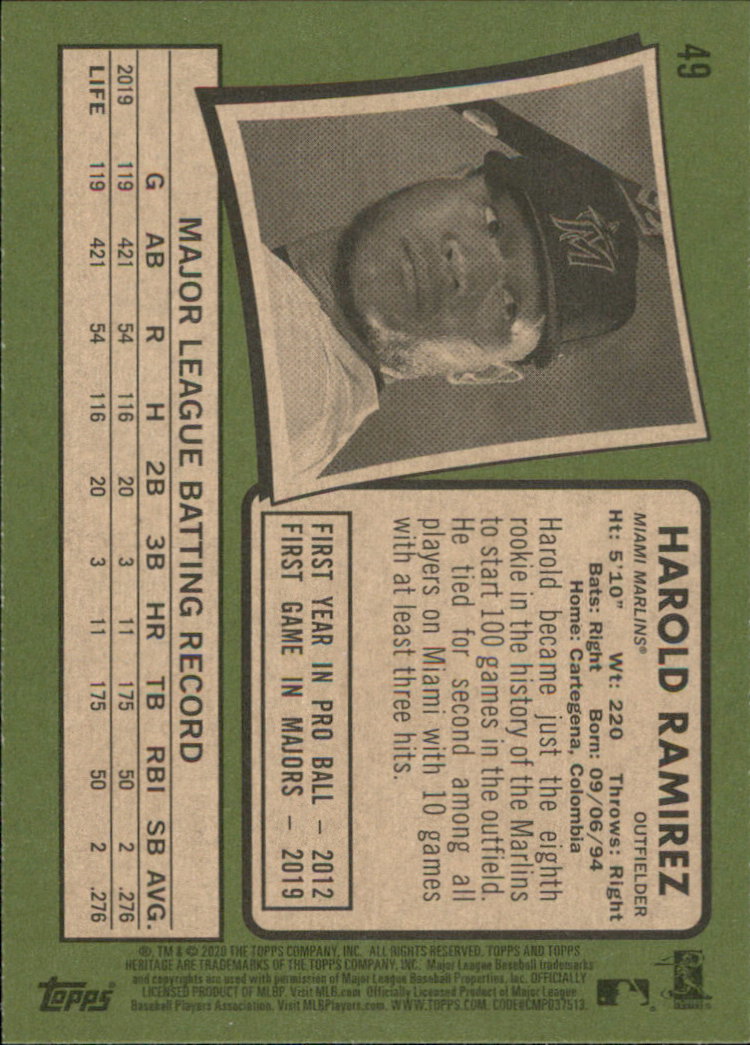 49
HAROLD RAMIREZ
MIAMI MARLINS® OUTFIELDER
Ht: 5'10" Wt: 220 Throws: Right
Bats: Right Born: 09/06/94
Home: Cartegena, Colombia
Harold became just the eighth
rookie in the history of the Marlins
to start 100 games in the outfield.
He tied for second among all
players on Miami with 10 games
with at least three hits.
FIRST YEAR IN PRO BALL – 2012
FIRST GAME IN MAJORS – 2019
MAJOR LEAGUE BATTING RECORD
G AB R H 2B 3B HR TB RBI SB AVG.
2019 119 421 54 116 20 3 11 175 50 2 .276
LIFE 119 421 54 116 20 3 11 175 50 2 .276
®, TM & © 2020 THE TOPPS COMPANY, INC. ALL RIGHTS RESERVED. TOPPS AND TOPPS
HERITAGE ARE TRADEMARKS OF THE TOPPS COMPANY, INC. Major League Baseball trademarks
and copyrights are used with permission of Major League Baseball Properties, Inc. OFFICIALLY
LICENSED PRODUCT OF MLBP. Visit MLB.com Officially Licensed Product of Major League
Baseball Players Association. Visit MLBPlayers.com. WWW.TOPPS.COM. CODE#CMP037513.
Topps